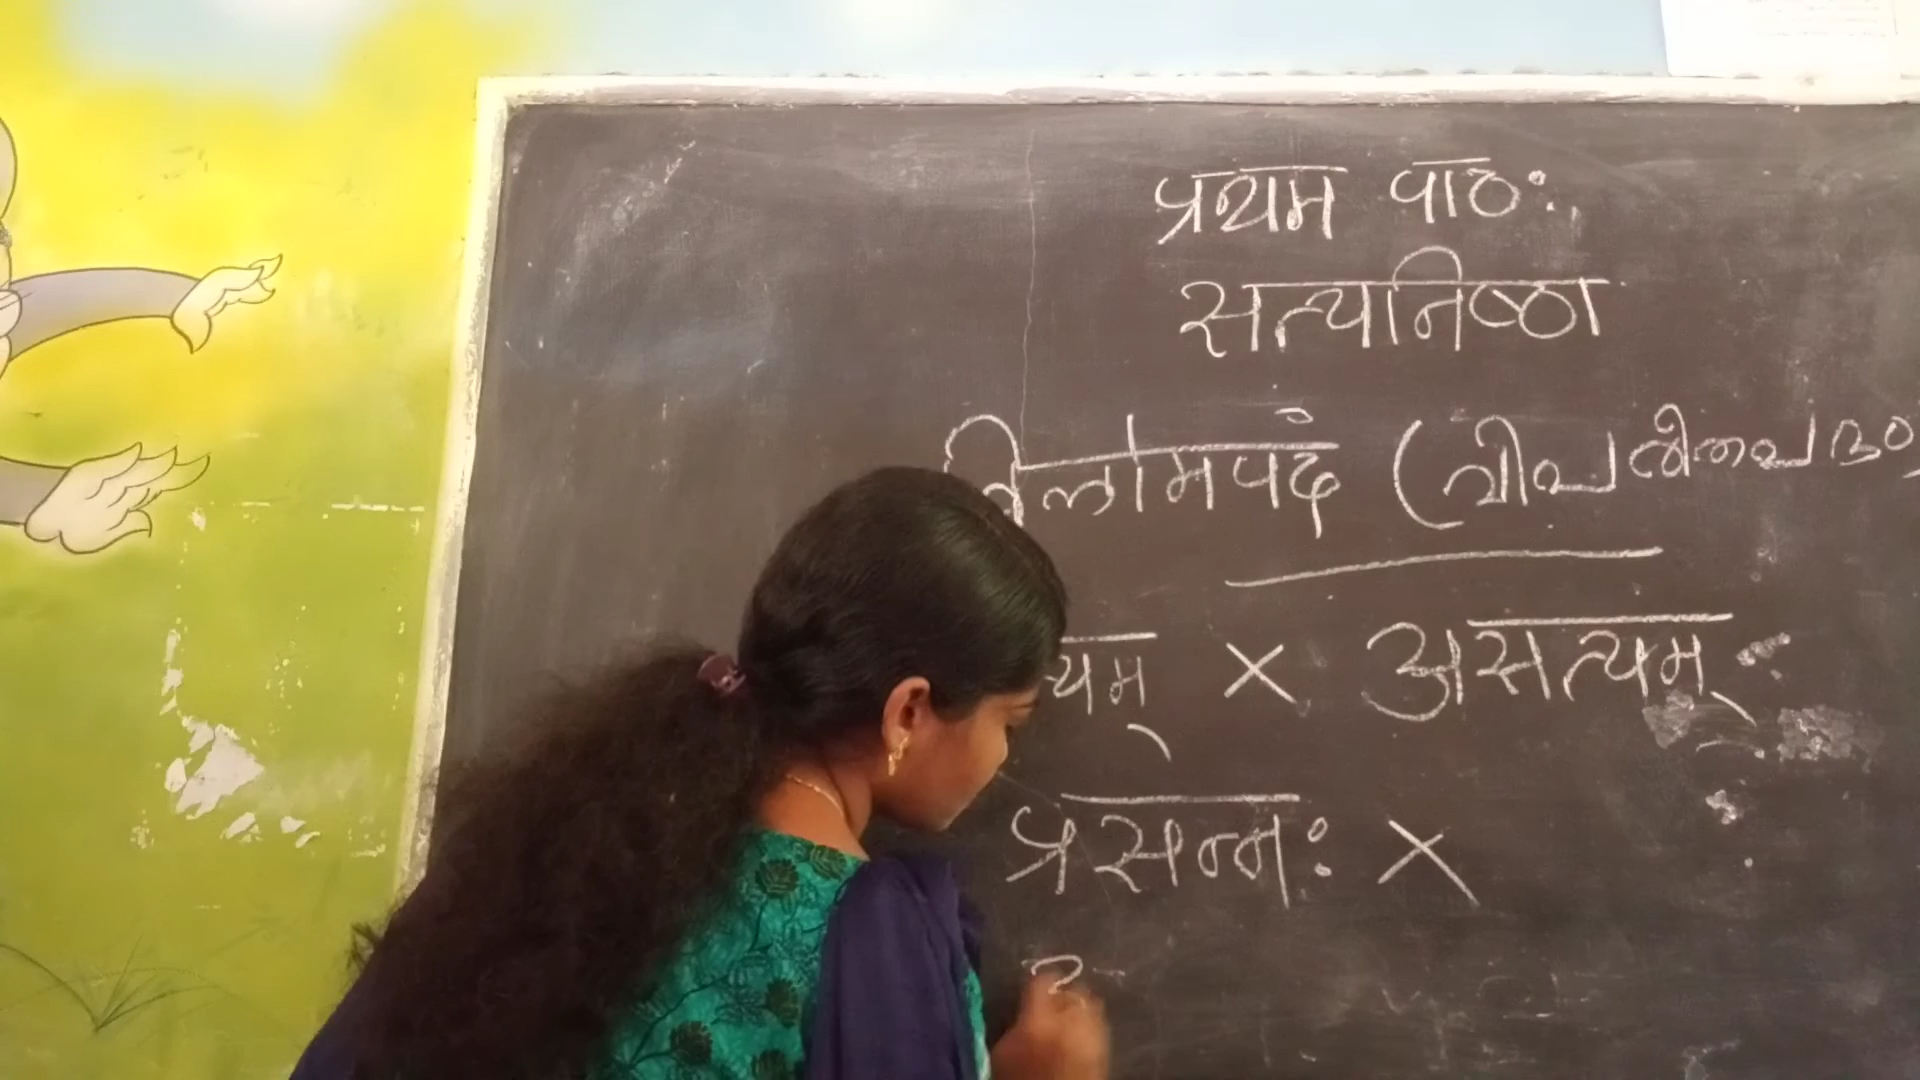 प्रथम पाठः
सत्यनिष्ठा
विलोमपदं (വിപരീതപദം
त्यम् × असत्यम्
प्रसन्नः ×